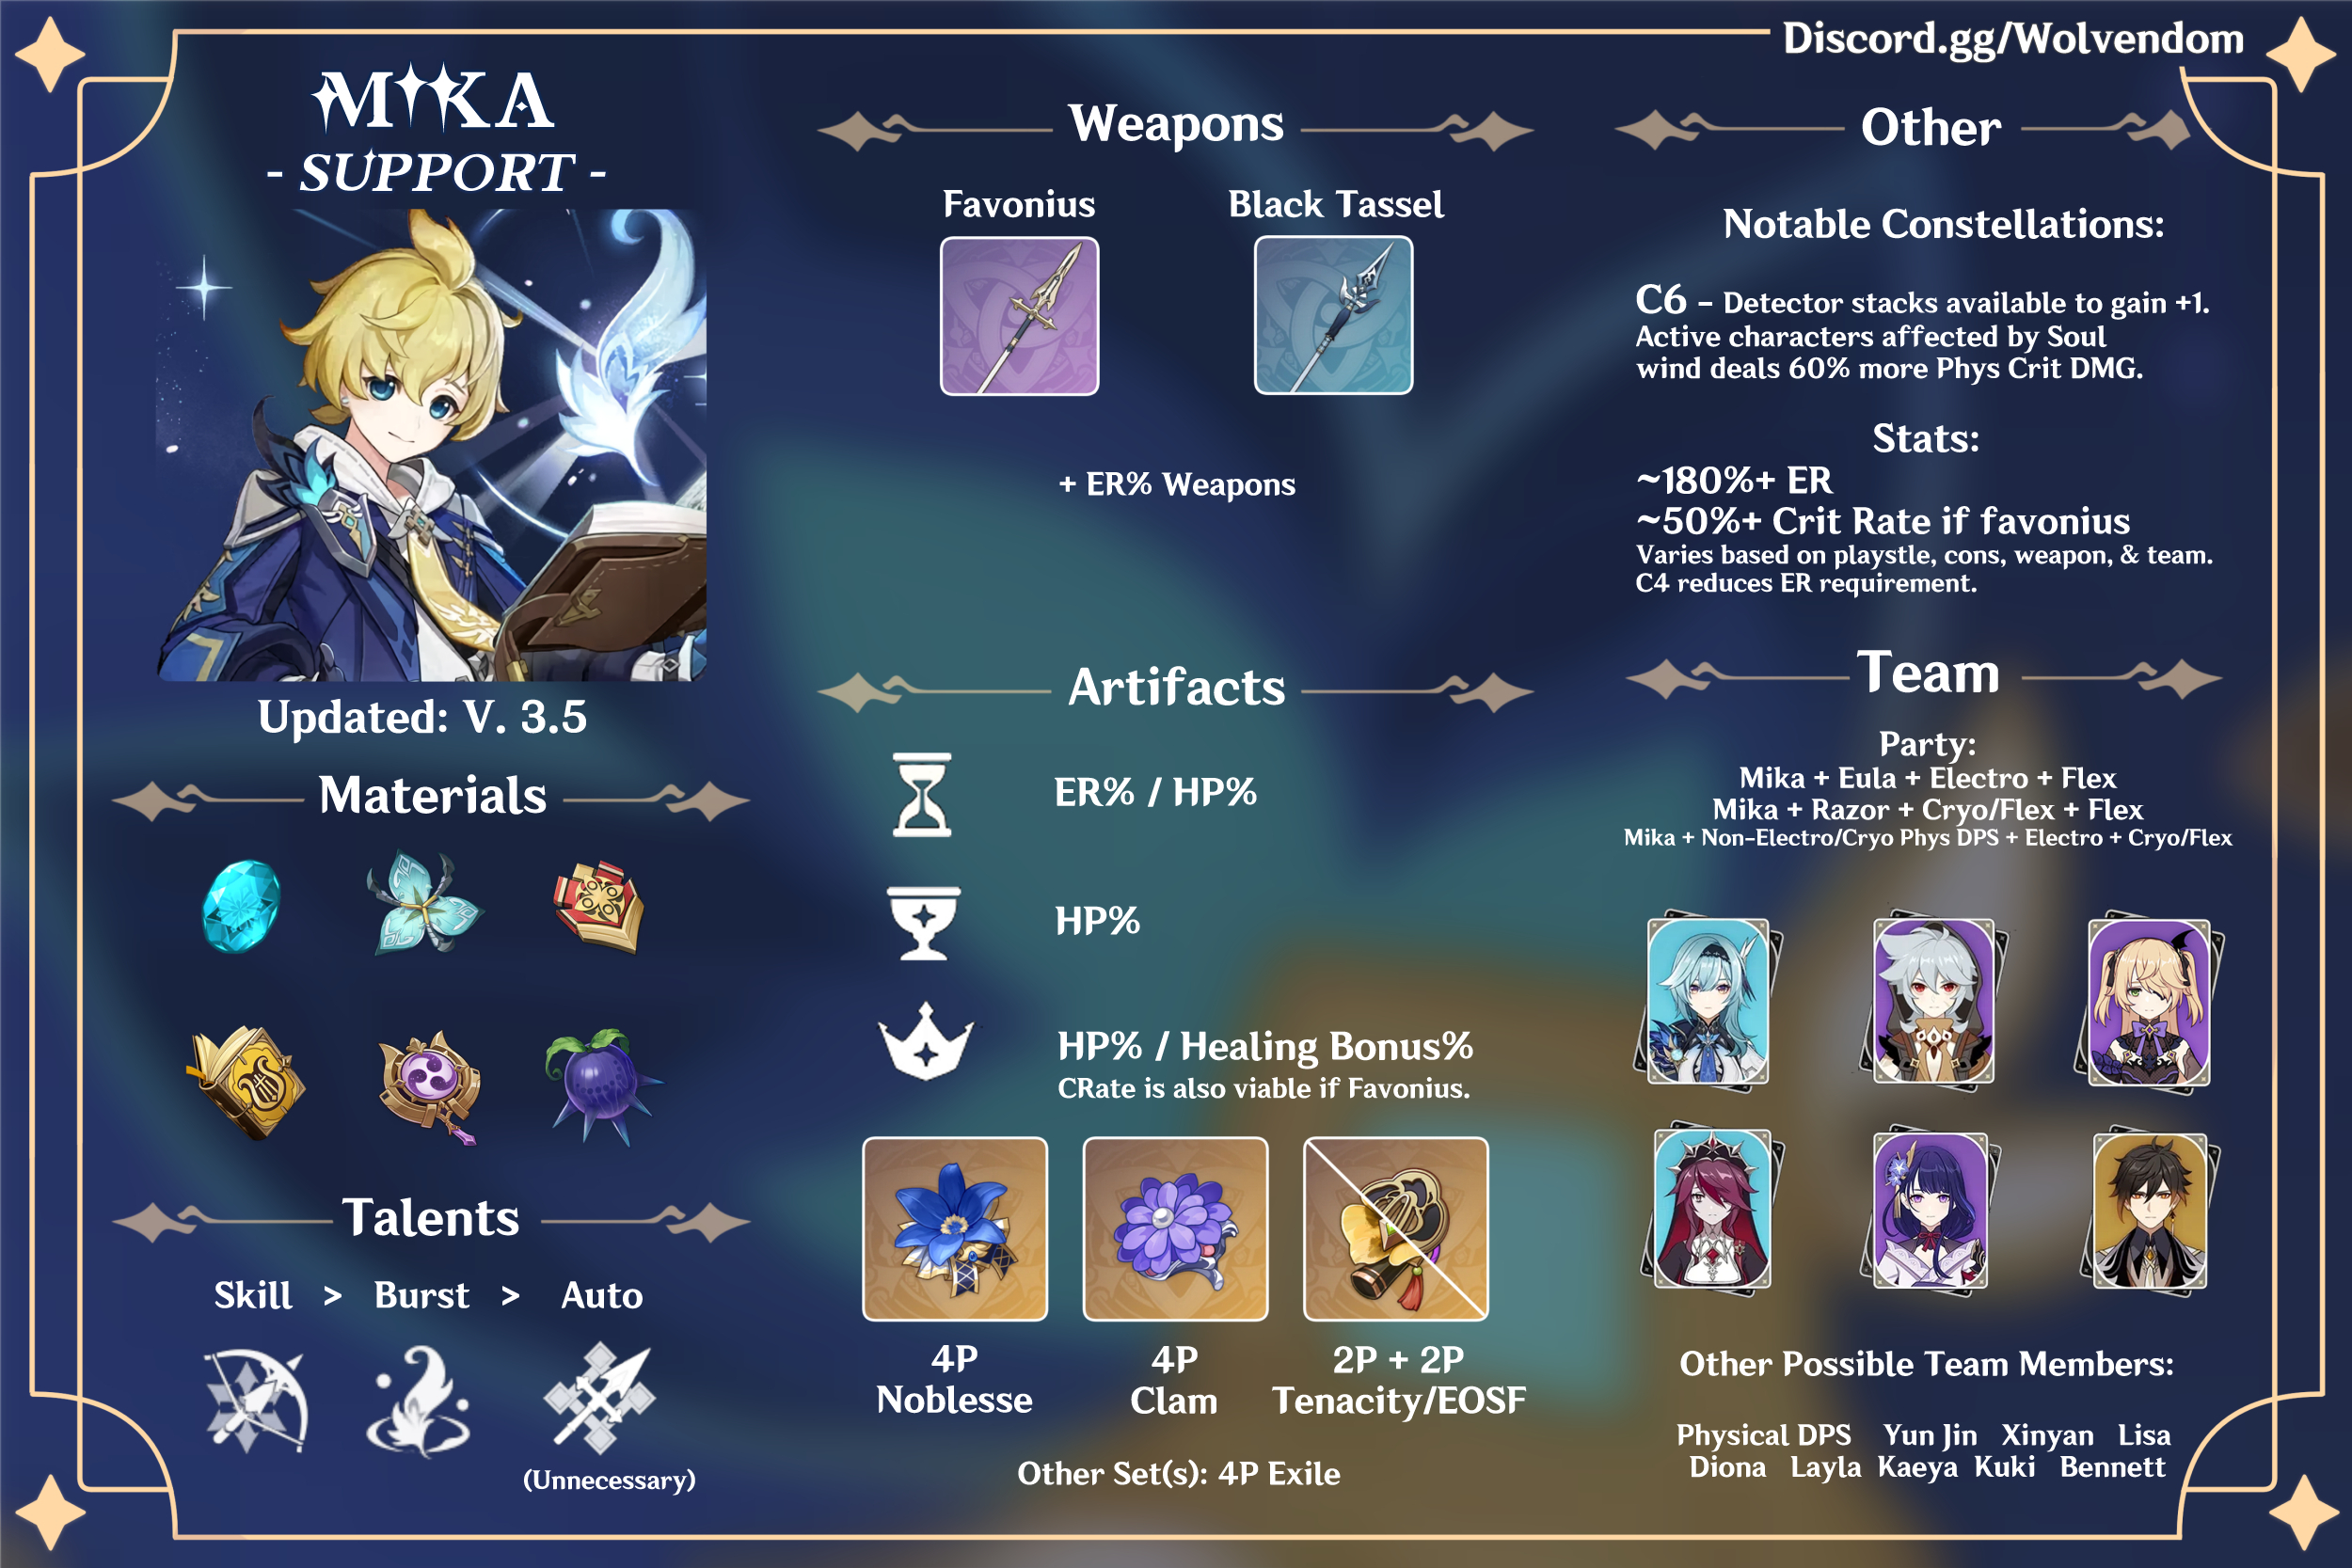 Discord.gg/Wolvendom
MIKA
- SUPPORT -
Updated: V. 3.5
Materials
Talents
Skill > Burst > Auto
(Unnecessary)
Weapons
Favonius
Black Tassel
+ ER% Weapons
Artifacts
ER% / HP%
HP%
HP% / Healing Bonus%
CRate is also viable if Favonius.
4P
Noblesse
4P
Clam
2P + 2P
Tenacity/EOSF
Other Set(s): 4P Exile
Other
Notable Constellations:
C6 - Detector stacks available to gain +1.
Active characters affected by Soul
wind deals 60% more Phys Crit DMG.
Stats:
~180%+ ER
~50%+ Crit Rate if favonius
Varies based on playstle, cons, weapon, & team.
C4 reduces ER requirement.
Team
Party:
Mika + Eula + Electro + Flex
Mika + Razor + Cryo/Flex + Flex
Mika + Non-Electro/Cryo Phys DPS + Electro + Cryo/Flex
Other Possible Team Members:
Physical DPS Yun Jin Xinyan Lisa
Diona Layla Kaeya Kuki Bennett